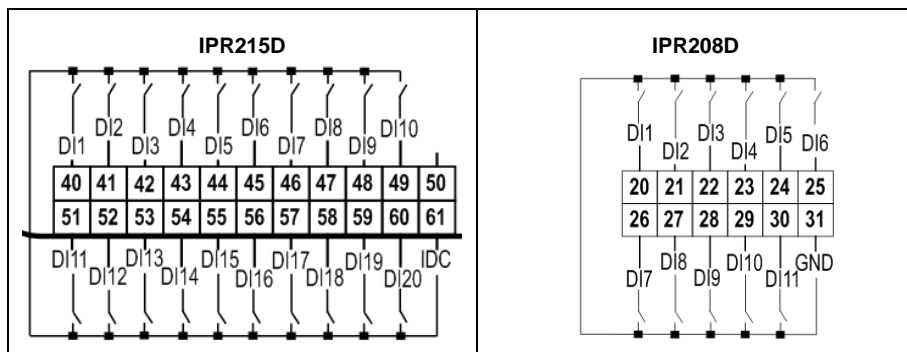 IPR215D
DI1 DI2 DI3 DI4 DI5 DI6 DI7 DI8 DI9 DI10
40 41 42 43 44 45 46 47 48 49 50
51 52 53 54 55 56 57 58 59 60 61
DI11 DI12 DI13 DI14 DI15 DI16 DI17 DI18 DI19 DI20 IDC
IPR208D
DI1 DI2 DI3 DI4 DI5 DI6
20 21 22 23 24 25
26 27 28 29 30 31
DI7 DI8 DI9 DI10 DI11 GND